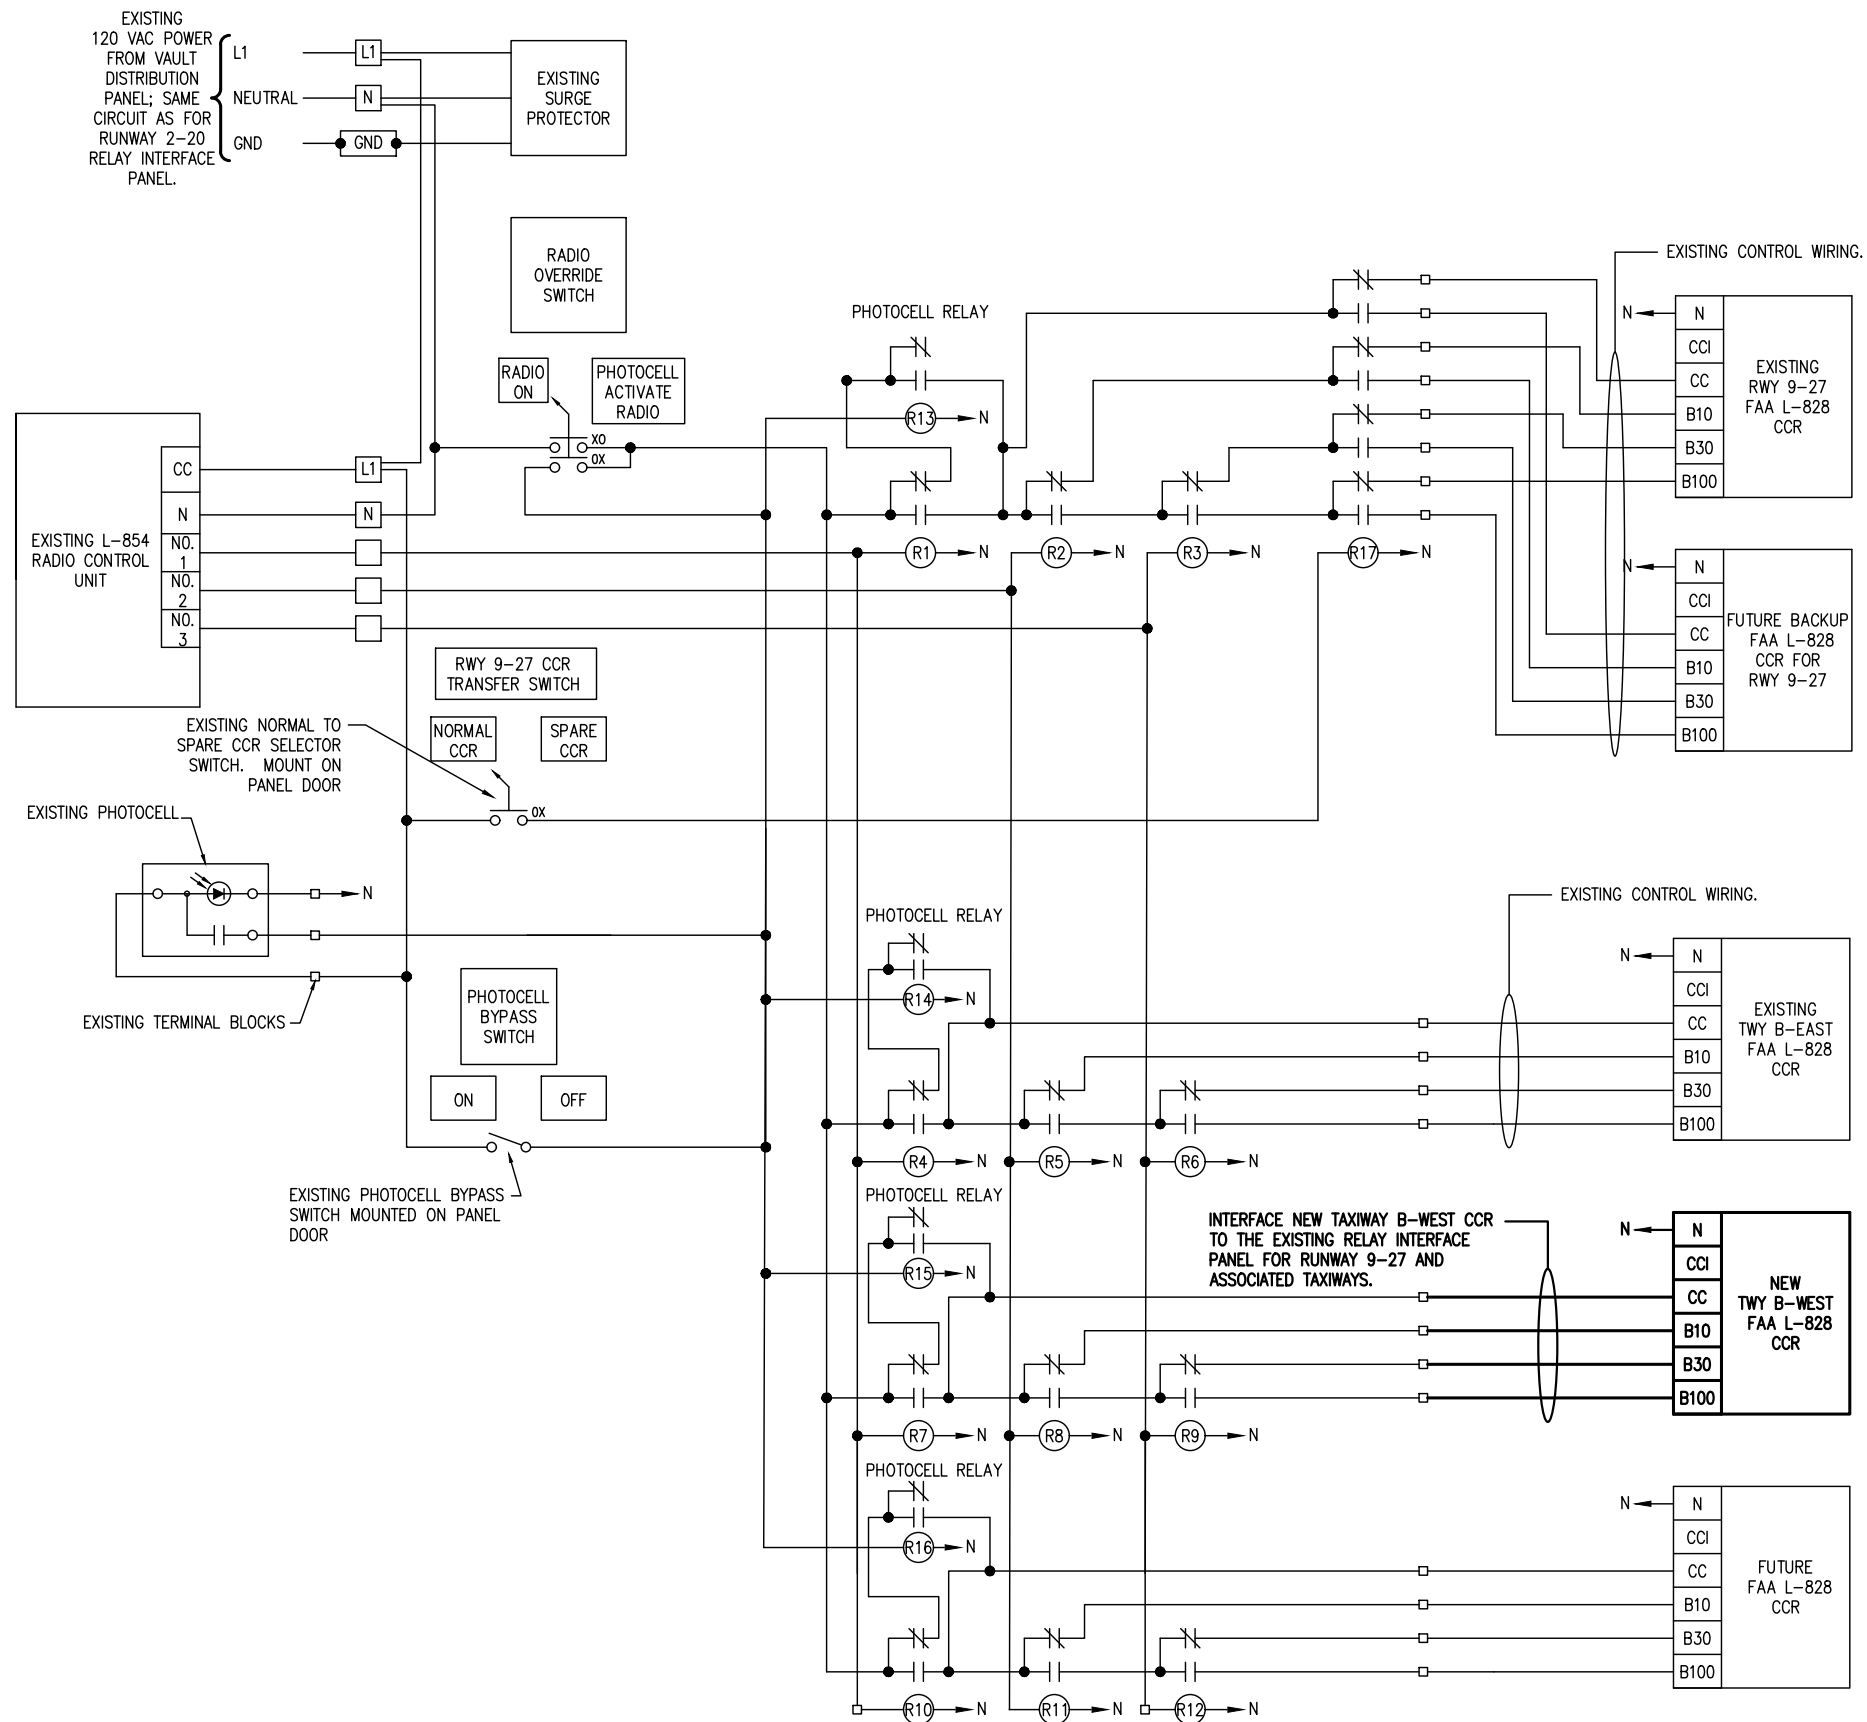 EXISTING
120 VAC POWER
FROM VAULT
DISTRIBUTION
PANEL; SAME
CIRCUIT AS FOR
RUNWAY 2-20
RELAY INTERFACE
PANEL.
L1
NEUTRAL
GND
L1
N
GND
EXISTING
SURGE
PROTECTOR
RADIO
OVERRIDE
SWITCH
RADIO
ON
PHOTOCELL
ACTIVATE
RADIO
XO
OX
EXISTING L-854
RADIO CONTROL
UNIT
CC
N
NO.
1
NO.
2
NO.
3
L1
N
RWY 9-27 CCR
TRANSFER SWITCH
NORMAL
CCR
SPARE
CCR
EXISTING NORMAL TO
SPARE CCR SELECTOR
SWITCH. MOUNT ON
PANEL DOOR
OX
EXISTING PHOTOCELL
N
EXISTING TERMINAL BLOCKS
PHOTOCELL
BYPASS
SWITCH
ON
OFF
EXISTING PHOTOCELL BYPASS
SWITCH MOUNTED ON PANEL
DOOR
PHOTOCELL RELAY
R13
N
R1
N
R2
N
R3
N
R17
N
EXISTING CONTROL WIRING.
N
N
CCI
CC
B10
B30
B100
EXISTING
RWY 9-27
FAA L-828
CCR
N
N
CCI
CC
B10
B30
B100
FUTURE BACKUP
FAA L-828
CCR FOR
RWY 9-27
PHOTOCELL RELAY
R14
N
R4
N
R5
N
R6
N
EXISTING CONTROL WIRING.
N
N
CCI
CC
B10
B30
B100
EXISTING
TWY B-EAST
FAA L-828
CCR
PHOTOCELL RELAY
R15
N
R7
N
R8
N
R9
N
INTERFACE NEW TAXIWAY B-WEST CCR
TO THE EXISTING RELAY INTERFACE
PANEL FOR RUNWAY 9-27 AND
ASSOCIATED TAXIWAYS.
N
N
CCI
CC
B10
B30
B100
NEW
TWY B-WEST
FAA L-828
CCR
PHOTOCELL RELAY
R16
N
R10
N
R11
N
R12
N
N
N
CCI
CC
B10
B30
B100
FUTURE
FAA L-828
CCR